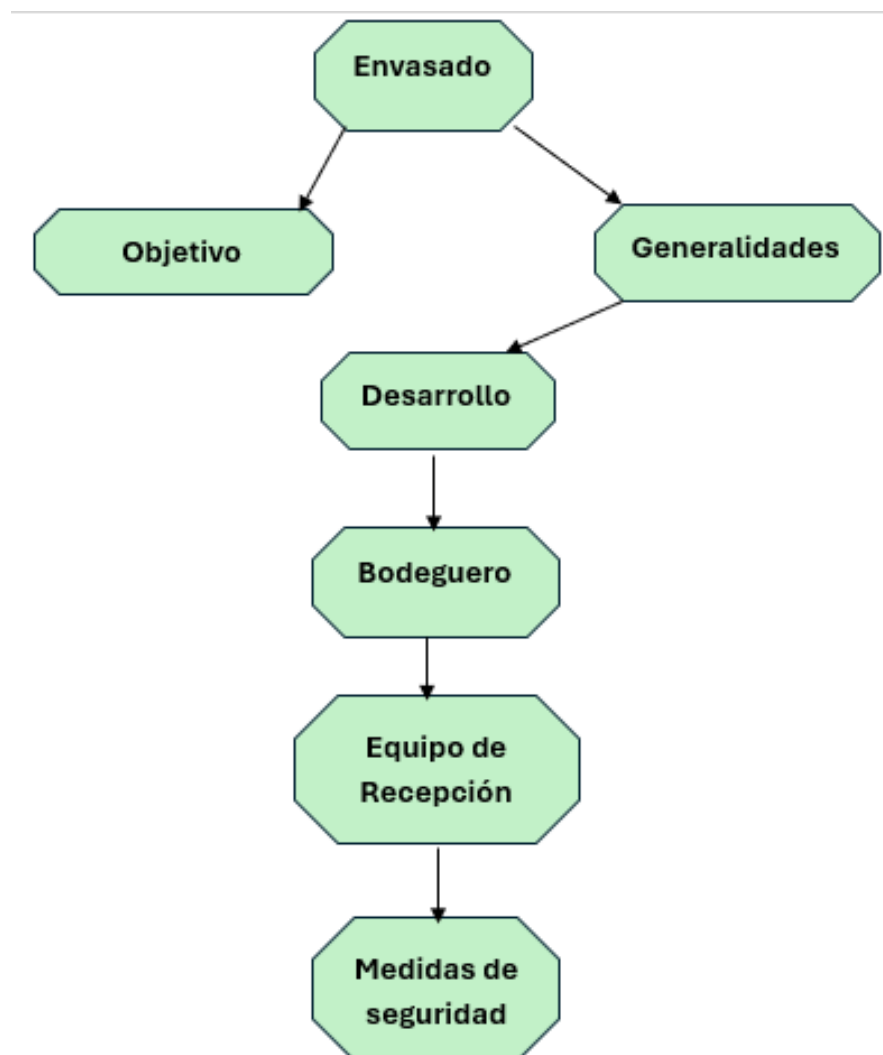 Envasado
Objetivo
Generalidades
Desarrollo
Bodeguero
Equipo de
Recepción
Medidas de
seguridad